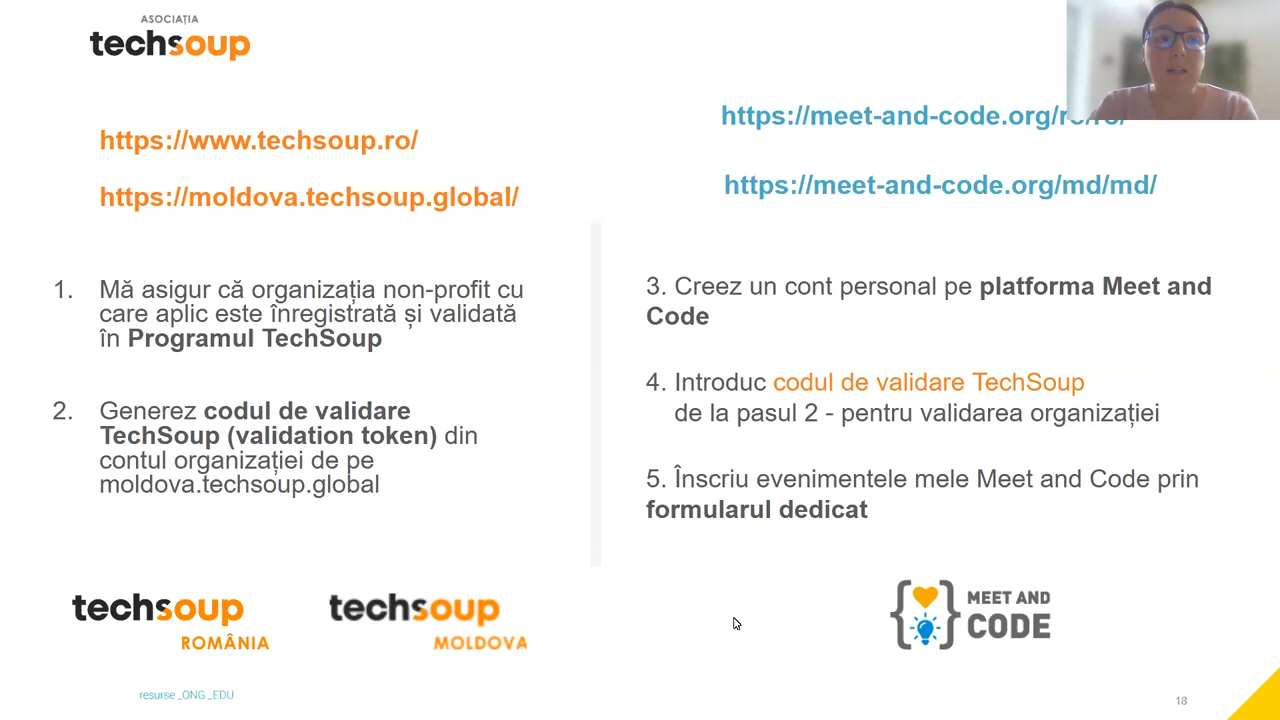 ASOCIAȚIA
techsoup
https://www.techsoup.ro/
https://moldova.techsoup.global/
1. Mă asigur că organizația non-profit cu
care aplic este înregistrată și validată
în Programul TechSoup
2. Generez codul de validare
TechSoup (validation token) din
contul organizației de pe
moldova.techsoup.global
https://meet-and-code.org/ro/ro/
https://meet-and-code.org/md/md/
3. Creez un cont personal pe platforma Meet and
Code
4. Introduc codul de validare TechSoup
de la pasul 2 - pentru validarea organizației
5. Înscriu evenimentele mele Meet and Code prin
formularul dedicat
techsoup
ROMÂNIA
techsoup
MOLDOVA
MEET AND
CODE
resurse_ONG_EDU
18